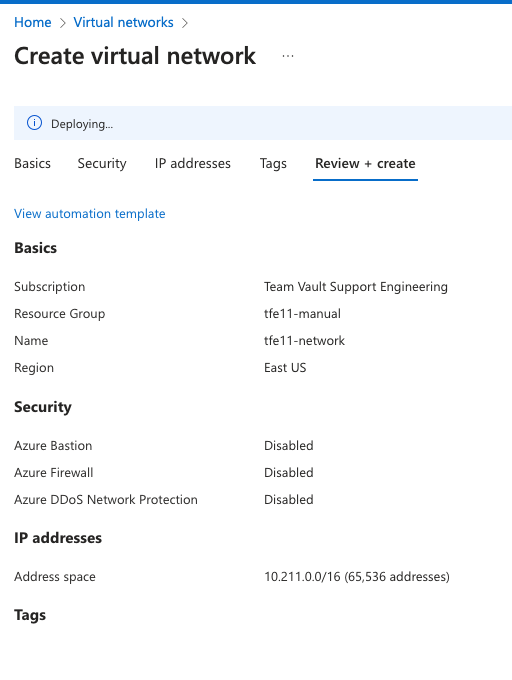 Home > Virtual networks >
Create virtual network ...
Deploying...
Basics Security IP addresses Tags Review + create
View automation template
Basics
Subscription Team Vault Support Engineering
Resource Group tfe11-manual
Name tfe11-network
Region East US
Security
Azure Bastion Disabled
Azure Firewall Disabled
Azure DDoS Network Protection Disabled
IP addresses
Address space 10.211.0.0/16 (65,536 addresses)
Tags